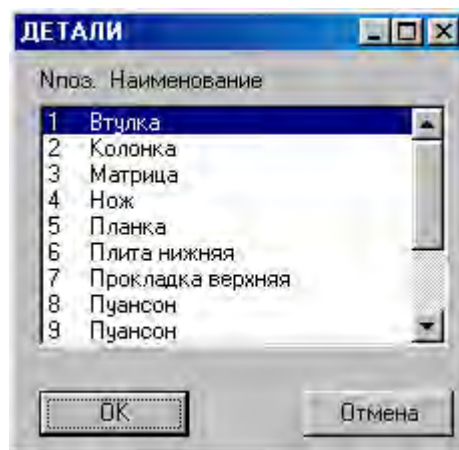 ДЕТАЛИ
Nпоз. Наименование
1 Втулка
2 Колонка
3 Матрица
4 Нож
5 Планка
6 Плита нижняя
7 Прокладка верхняя
8 Пуансон
9 Пуансон
OK Отмена